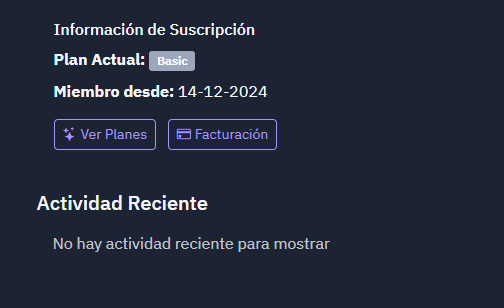 Información de Suscripción
Plan Actual: Basic
Miembro desde: 14-12-2024
Ver Planes Facturación
Actividad Reciente
No hay actividad reciente para mostrar